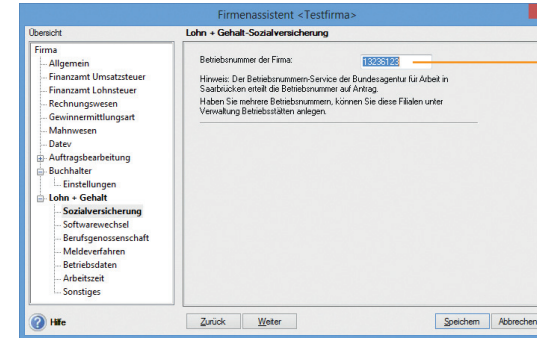 Firmenassistent <Testfirma>
Übersicht
Lohn + Gehalt-Sozialversicherung
Firma
Allgemein
Finanzamt Umsatzsteuer
Finanzamt Lohnsteuer
Rechnungswesen
Gewinnermittlungsart
Mahnwesen
Datev
Auftragsbearbeitung
Buchhalter
Einstellungen
Lohn + Gehalt
Sozialversicherung
Softwarewechsel
Berufsgenossenschaft
Meldeverfahren
Betriebsdaten
Arbeitszeit
Sonstiges
Betriebsnummer der Firma: 13236123
Hinweis: Der Betriebsnummern-Service der Bundesagentur für Arbeit in
Saarbrücken erteilt die Betriebsnummer auf Antrag.
Haben Sie mehrere Betriebsnummern, können Sie diese Filialen unter
Verwaltung Betriebsstätten anlegen.
Hilfe
Zurück
Weiter
Speichern
Abbrechen